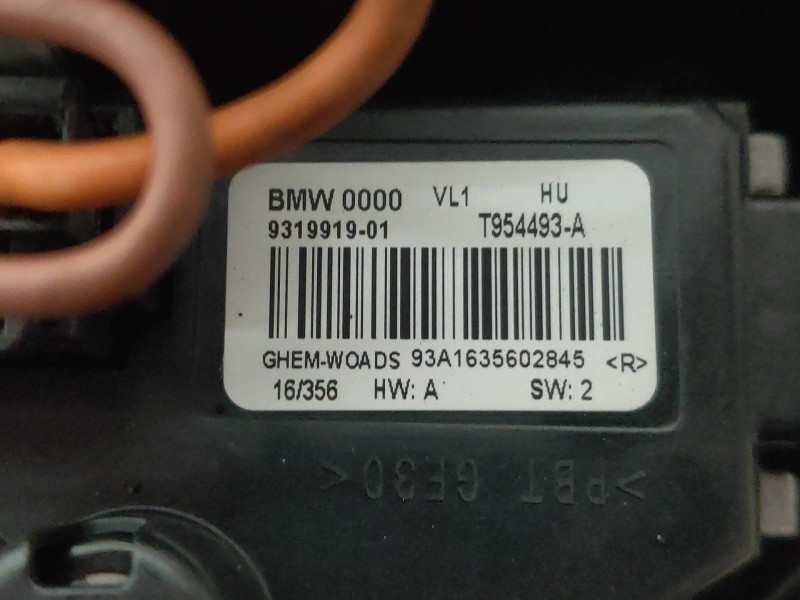 BMW 0000 VL1 HU
9319919-01 T954493-A
GHEM-WOADS 93A1635602845 <R>
16/356 HW: A SW: 2
>PBT GF30<